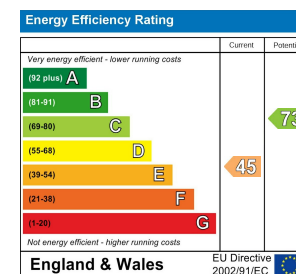 Energy Efficiency Rating
Current
Very energy efficient - lower running costs
(92 plus) A
(81-91) B
(69-80) C
73
(55-68) D
(39-54) E
45
(21-38) F
(1-20) G
Not energy efficient - higher running costs
England & Wales
EU Directive
2002/91/EC